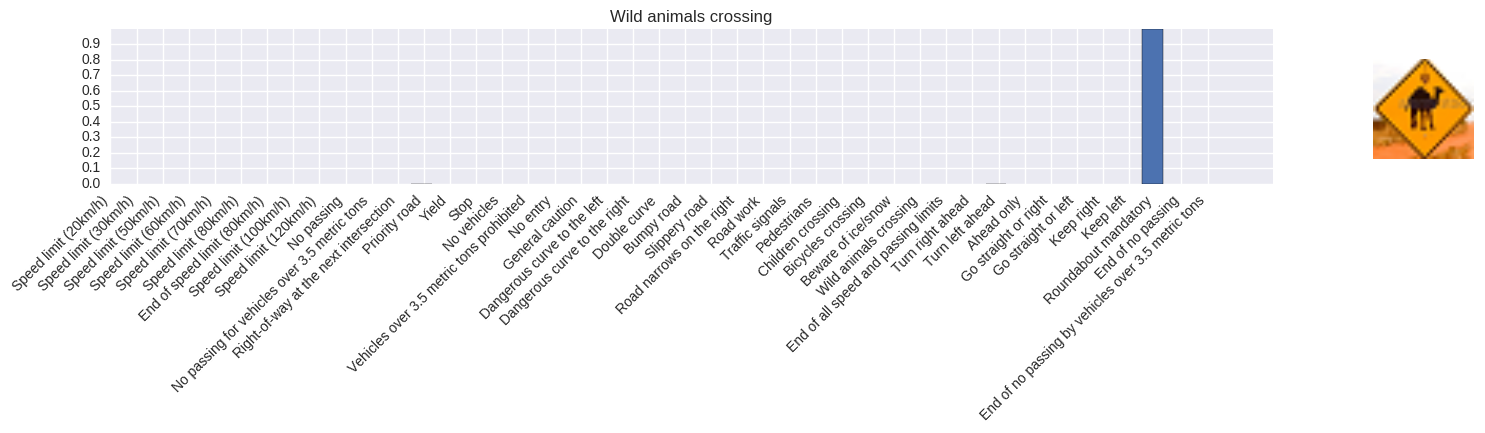 Wild animals crossing
0.9
0.8
0.7
0.6
0.5
0.4
0.3
0.2
0.1
0.0
Speed limit (20km/h)
Speed limit (30km/h)
Speed limit (50km/h)
Speed limit (60km/h)
Speed limit (70km/h)
Speed limit (80km/h)
End of speed limit (80km/h)
Speed limit (100km/h)
Speed limit (120km/h)
No passing
No passing for vehicles over 3.5 metric tons
Right-of-way at the next intersection
Priority road
Yield
Stop
No vehicles
Vehicles over 3.5 metric tons prohibited
No entry
General caution
Dangerous curve to the left
Dangerous curve to the right
Double curve
Bumpy road
Slippery road
Road narrows on the right
Road work
Traffic signals
Pedestrians
Children crossing
Bicycles crossing
Beware of ice/snow
Wild animals crossing
End of all speed and passing limits
Turn right ahead
Turn left ahead
Ahead only
Go straight or right
Go straight or left
Keep right
Keep left
Roundabout mandatory
End of no passing
End of no passing by vehicles over 3.5 metric tons